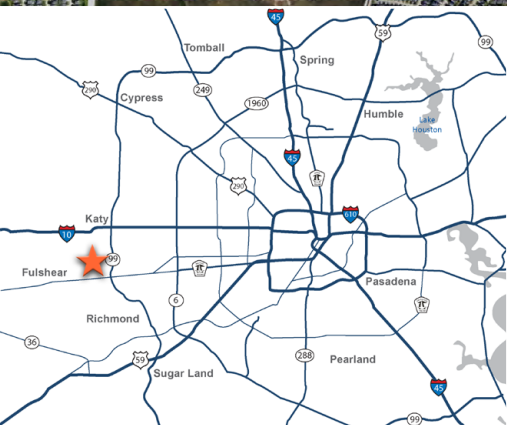 45
59
99
Tomball
Spring
99
290
Cypress
249
1960
Humble
Lake
Houston
45
290
610
Katy
10
99
Fulshear
6
Pasadena
Richmond
36
288
Pearland
59
Sugar Land
45
99